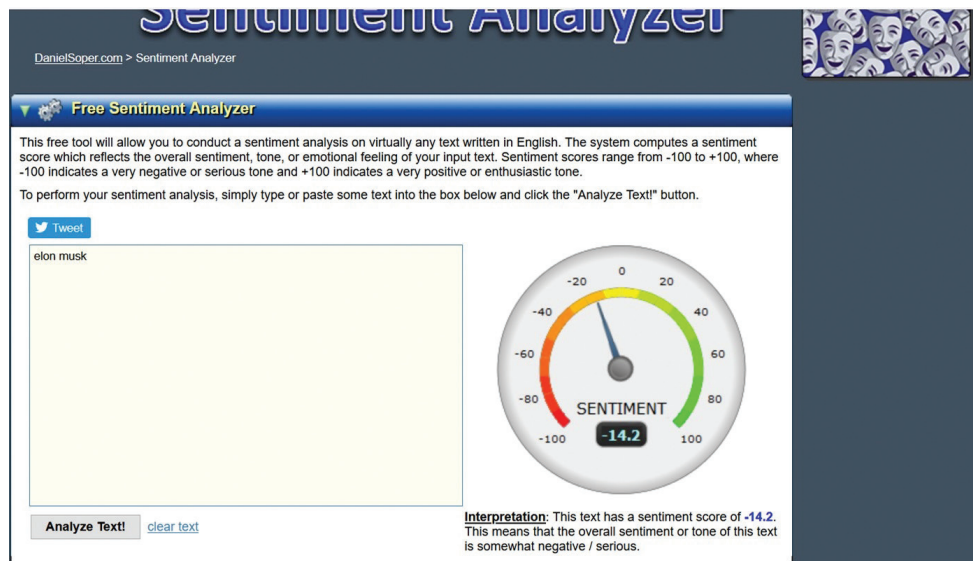 Sentiment Analyzer
DanielSoper.com > Sentiment Analyzer
Free Sentiment Analyzer
This free tool will allow you to conduct a sentiment analysis on virtually any text written in English. The system computes a sentiment
score which reflects the overall sentiment, tone, or emotional feeling of your input text. Sentiment scores range from -100 to +100, where
-100 indicates a very negative or serious tone and +100 indicates a very positive or enthusiastic tone.
To perform your sentiment analysis, simply type or paste some text into the box below and click the "Analyze Text!" button.
Tweet
elon musk
0
-20
20
-40
40
-60
60
-80
80
SENTIMENT
-100
-14.2
100
Analyze Text!
clear text
Interpretation: This text has a sentiment score of -14.2.
This means that the overall sentiment or tone of this text
is somewhat negative / serious.